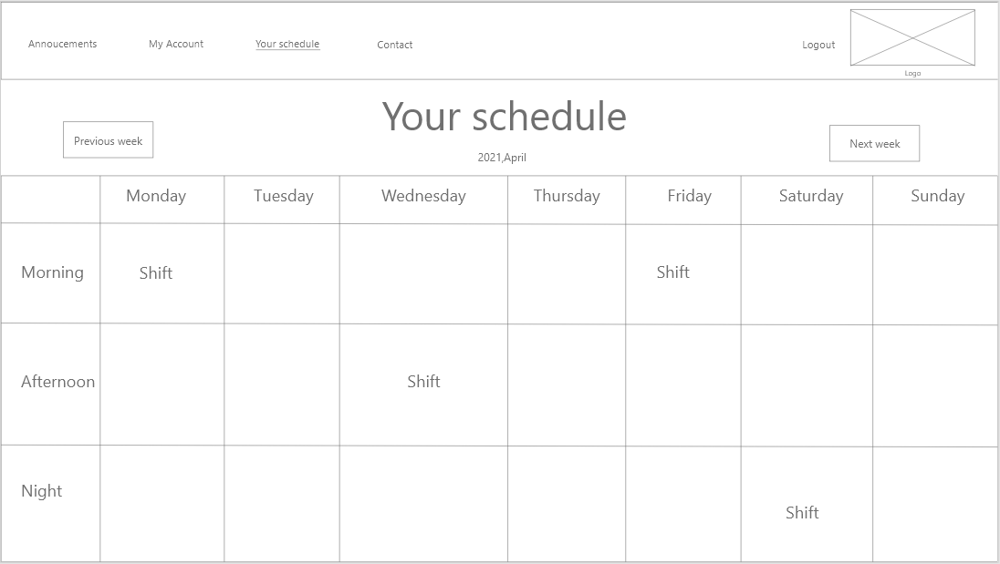 Annoucements My Account Your schedule Contact Logout
Logo
Your schedule
Previous week Next week
2021,April
Monday Tuesday Wednesday Thursday Friday Saturday Sunday
Morning Shift Shift
Afternoon Shift
Night
Shift